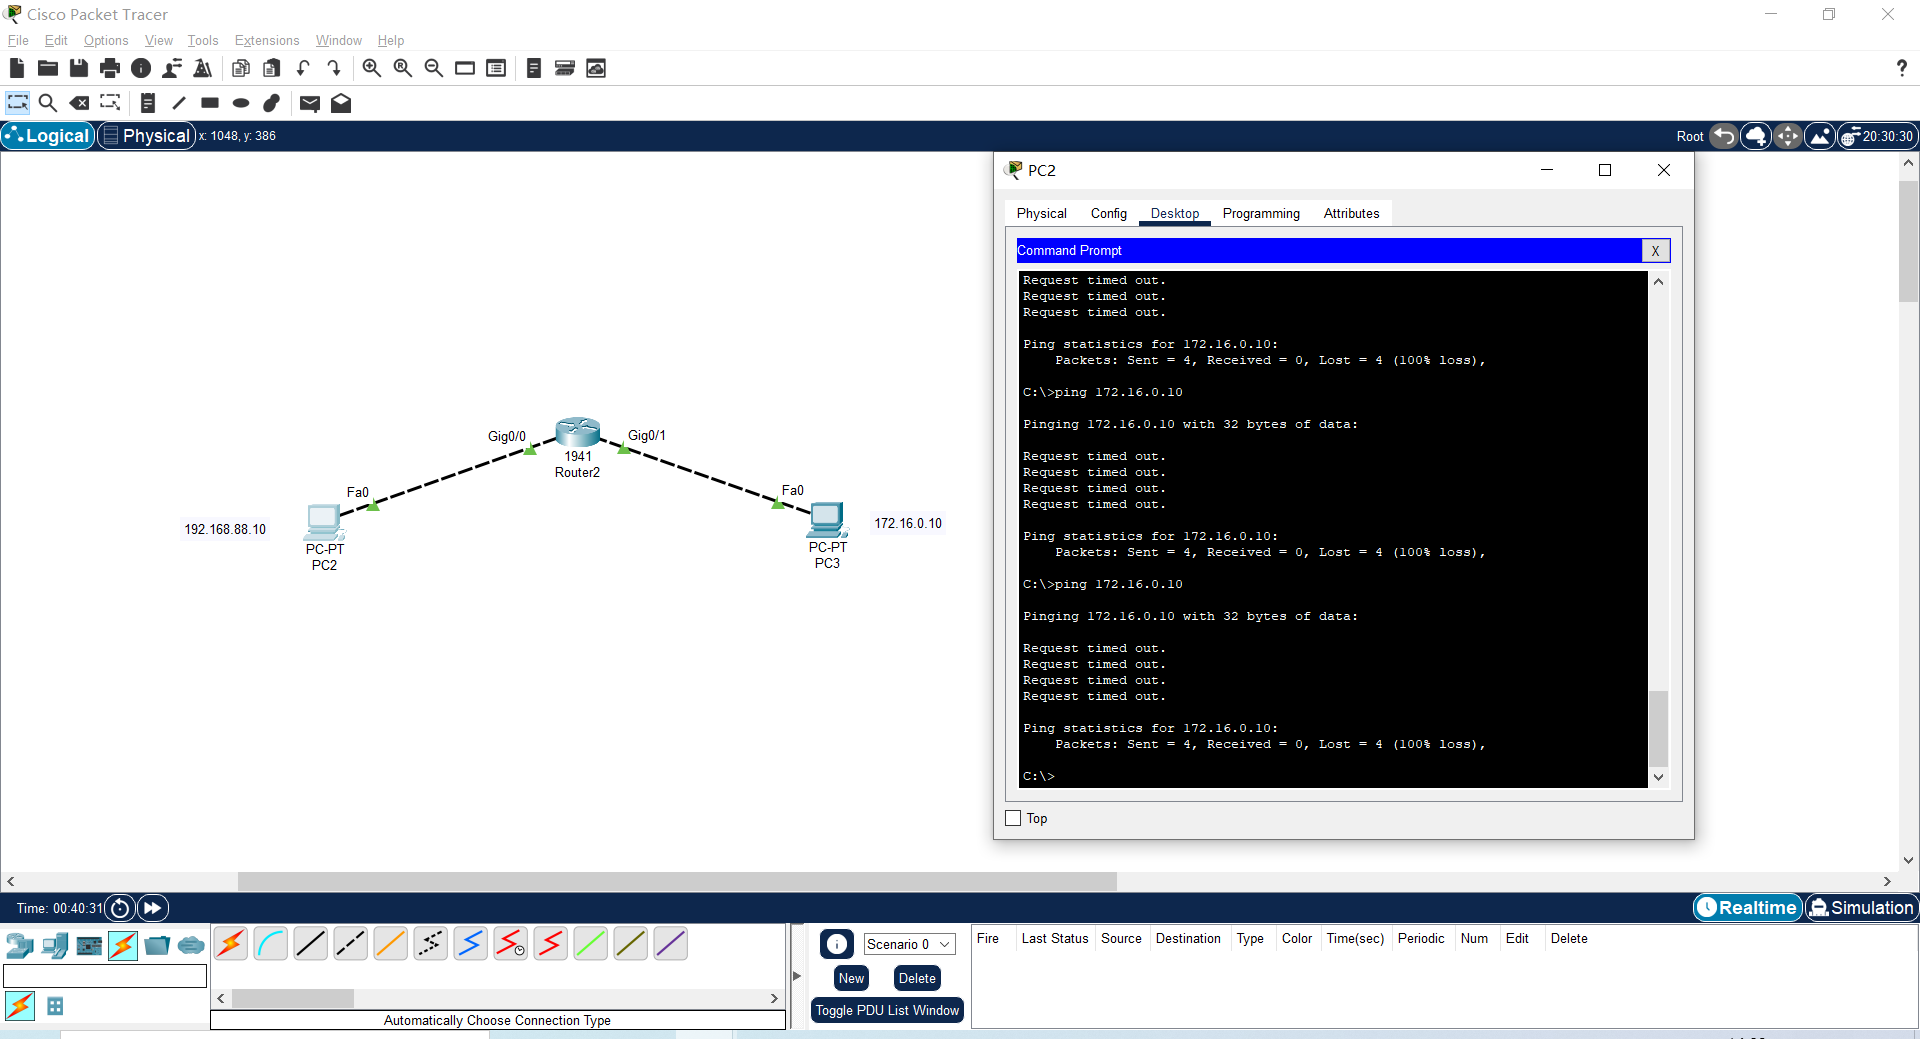 Cisco Packet Tracer
File Edit Options View Tools Extensions Window Help
?
Logical Physical x: 1048, y: 386 Root 20:30:30
PC2
Physical Config Desktop Programming Attributes
Command Prompt X
Request timed out.
Request timed out.
Request timed out.
Ping statistics for 172.16.0.10:
Packets: Sent = 4, Received = 0, Lost = 4 (100% loss),
C:\>ping 172.16.0.10
Pinging 172.16.0.10 with 32 bytes of data:
Request timed out.
Request timed out.
Request timed out.
Request timed out.
Ping statistics for 172.16.0.10:
Packets: Sent = 4, Received = 0, Lost = 4 (100% loss),
C:\>ping 172.16.0.10
Pinging 172.16.0.10 with 32 bytes of data:
Request timed out.
Request timed out.
Request timed out.
Request timed out.
Ping statistics for 172.16.0.10:
Packets: Sent = 4, Received = 0, Lost = 4 (100% loss),
C:\>
Top
Gig0/0 Gig0/1
1941
Router2
Fa0
Fa0
192.168.88.10
172.16.0.10
PC-PT
PC2
PC-PT
PC3
Time: 00:40:31 Realtime Simulation
Scenario 0
New Delete
Toggle PDU List Window
Fire Last Status Source Destination Type Color Time(sec) Periodic Num Edit Delete
Automatically Choose Connection Type